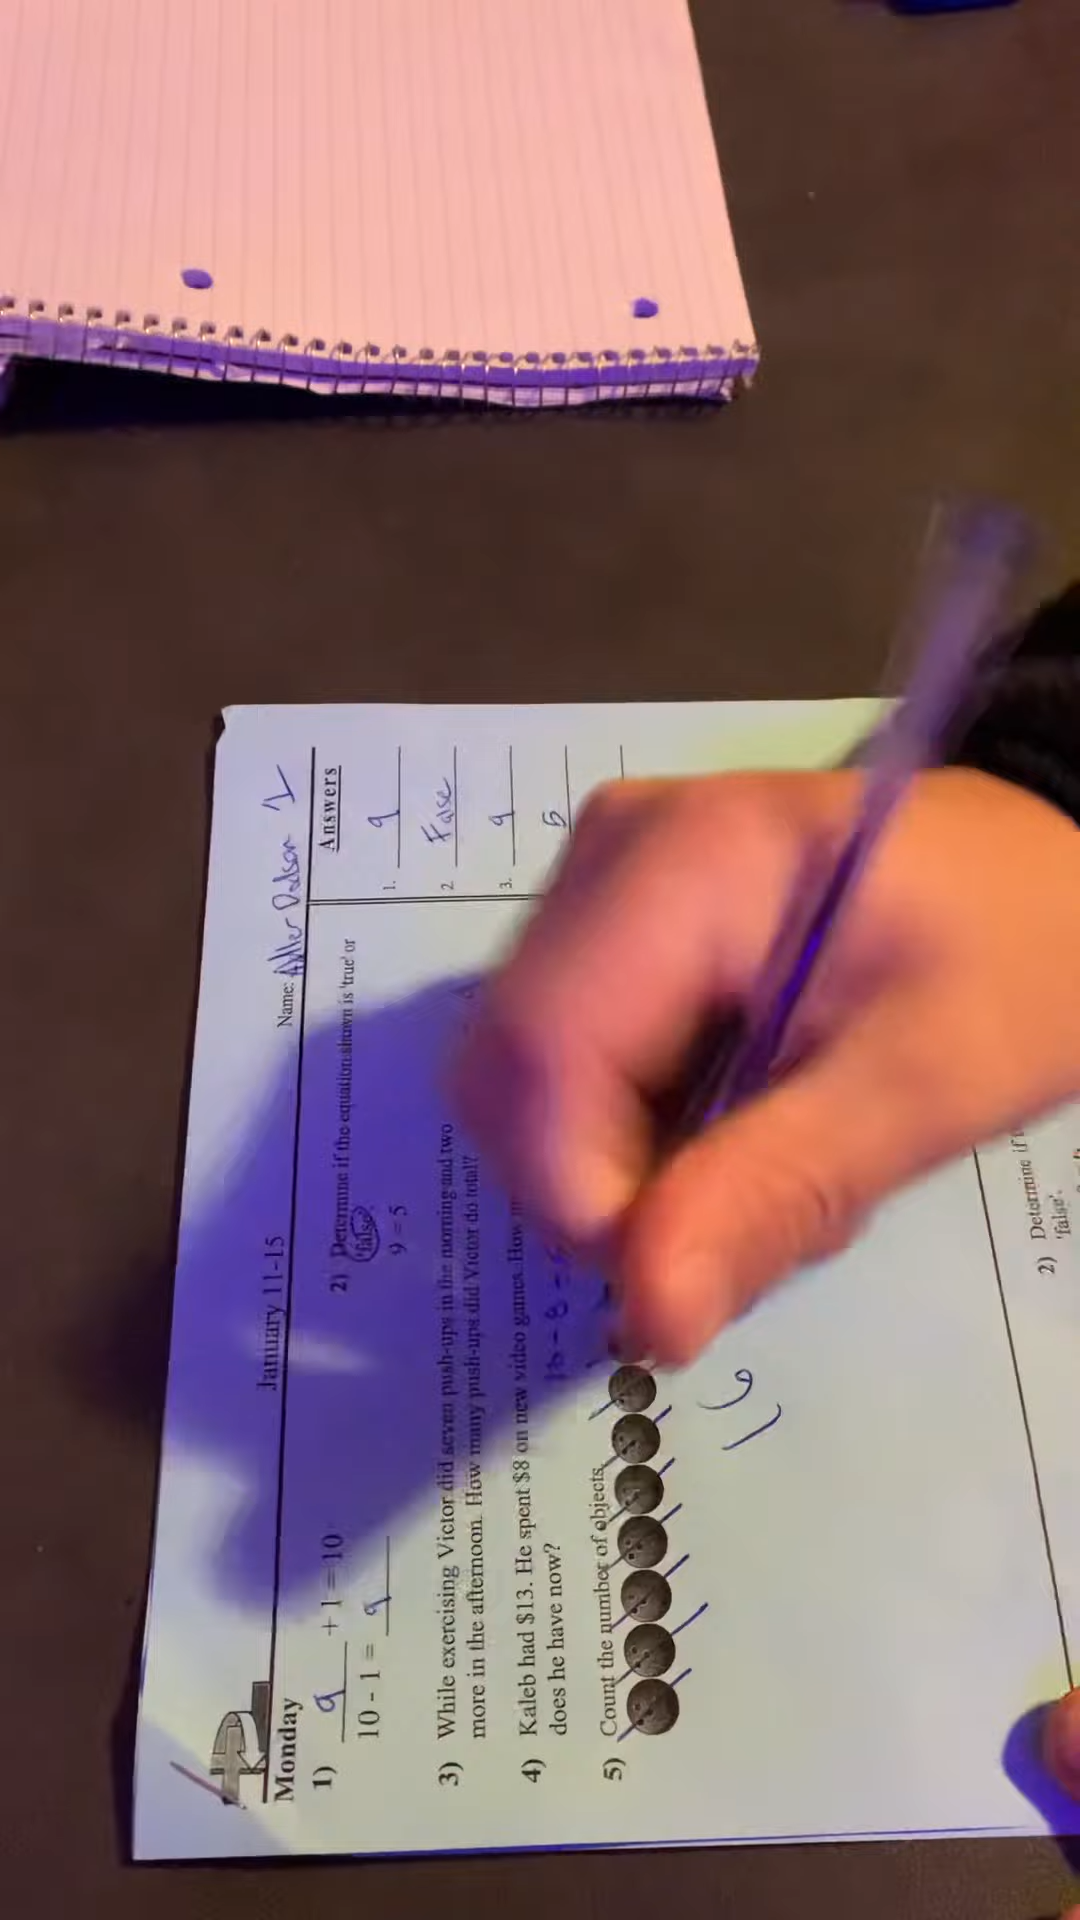 January 11-15
Name: Adler Dodson 1
Monday
Answers
1) 9 + 1 = 10
10 - 1 = 9
2) Determine if the equation shown is 'true' or
'false'.
9 = 5
3) While exercising Victor did seven push-ups in the morning and two
more in the afternoon. How many push-ups did Victor do total?
4) Kaleb had $13. He spent $8 on new video games. How
does he have now?
- 8 =
5) Count the number of objects.
16
1. 9
2. Fasc
3. 9
5
2) Determine if
'false'.